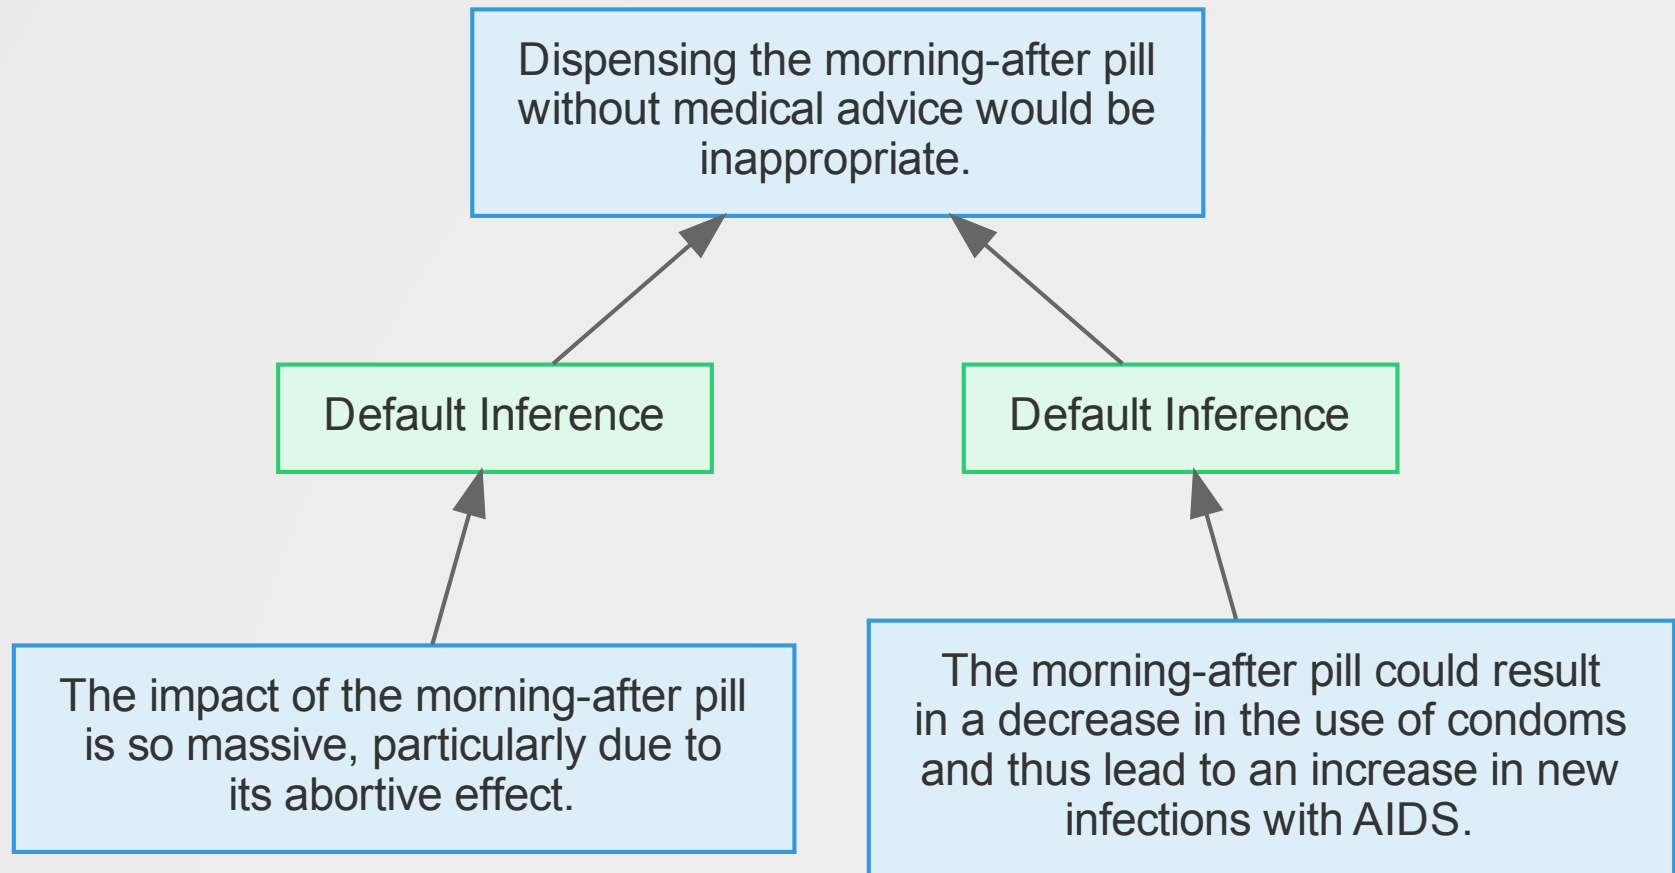 Dispensing the morning-after pill
without medical advice would be
inappropriate.
Default Inference
Default Inference
The impact of the morning-after pill
is so massive, particularly due to
its abortive effect.
The morning-after pill could result
in a decrease in the use of condoms
and thus lead to an increase in new
infections with AIDS.